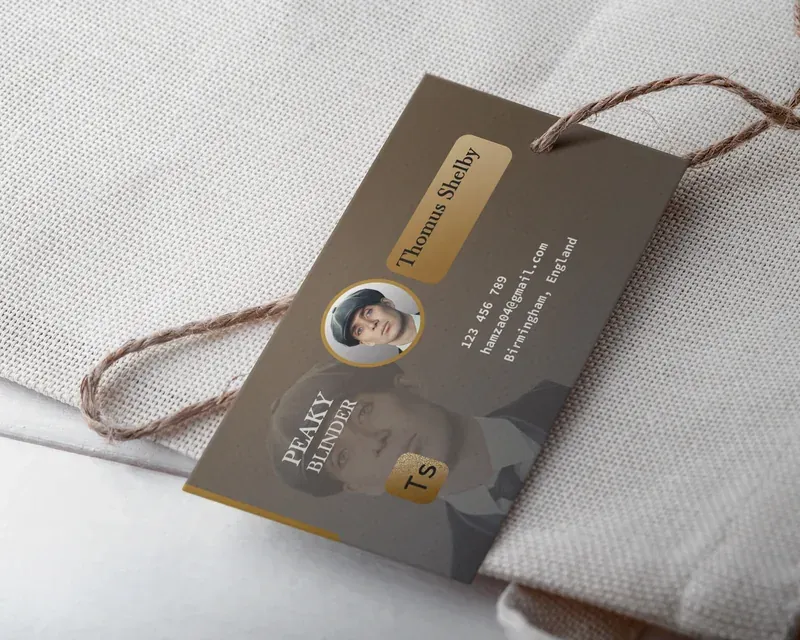 Thomus Shelby
123 456 789
hamza04@gmail.com
Birmingham, England
PEAKY
BLINDER
Ts